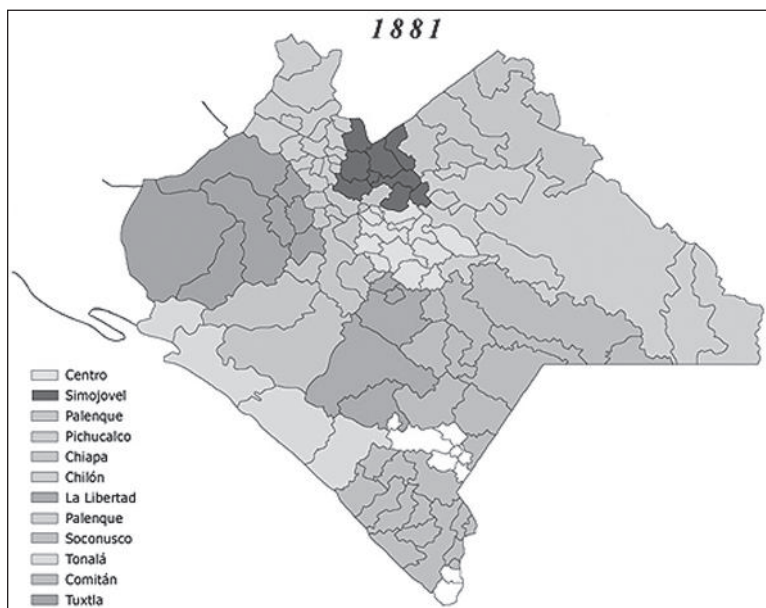 1881
Centro
Simojovel
Palenque
Pichucalco
Chiapa
Chilón
La Libertad
Palenque
Soconusco
Tonalá
Comitán
Tuxtla